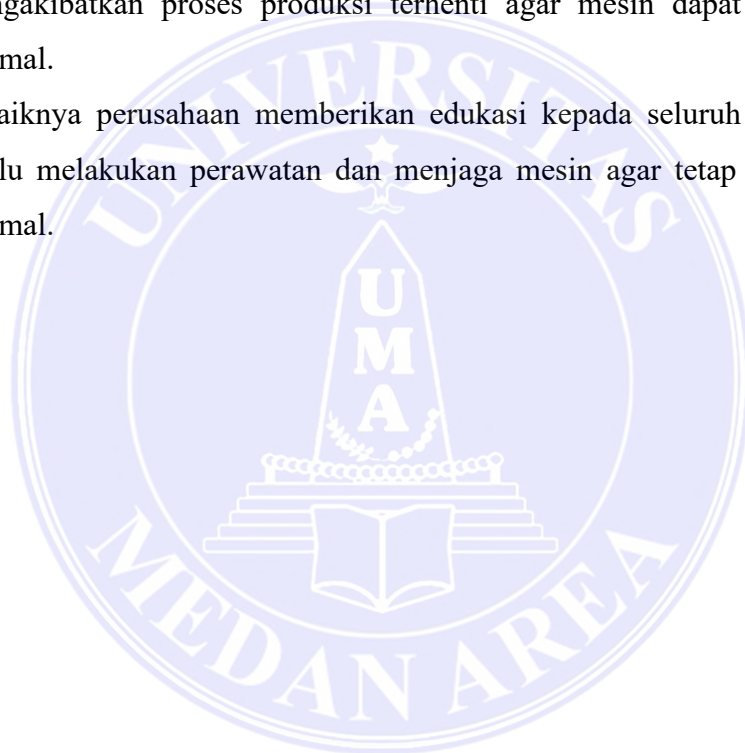 ngakibatkan proses produksi terhenti agar mesin dapat
mal.
aiknya perusahaan memberikan edukasi kepada seluruh
lu melakukan perawatan dan menjaga mesin agar tetap
mal.
UNIVERSITAS
UMA
MEDAN AREA